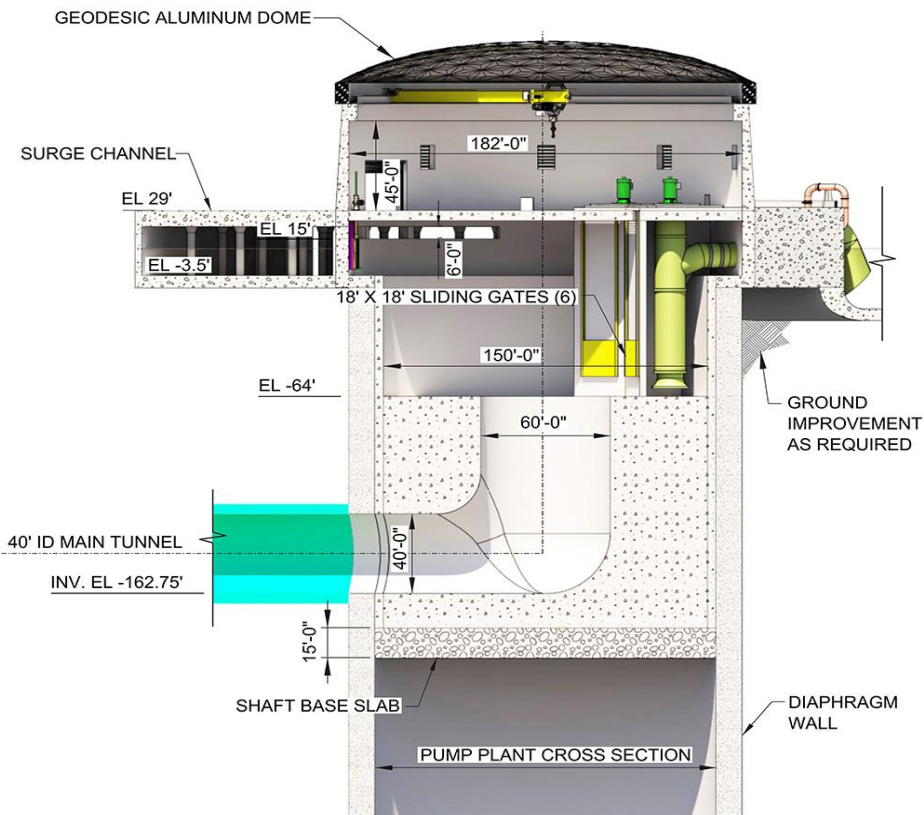 GEODESIC ALUMINUM DOME
182'-0"
45'-0"
SURGE CHANNEL
EL 29'
EL 15'
EL -3.5'
6'-0"
18' X 18' SLIDING GATES (6)
150'-0"
EL -64'
GROUND
IMPROVEMENT
AS REQUIRED
60'-0"
40' ID MAIN TUNNEL
40'-0"
INV. EL -162.75'
15'-0"
SHAFT BASE SLAB
DIAPHRAGM
WALL
PUMP PLANT CROSS SECTION